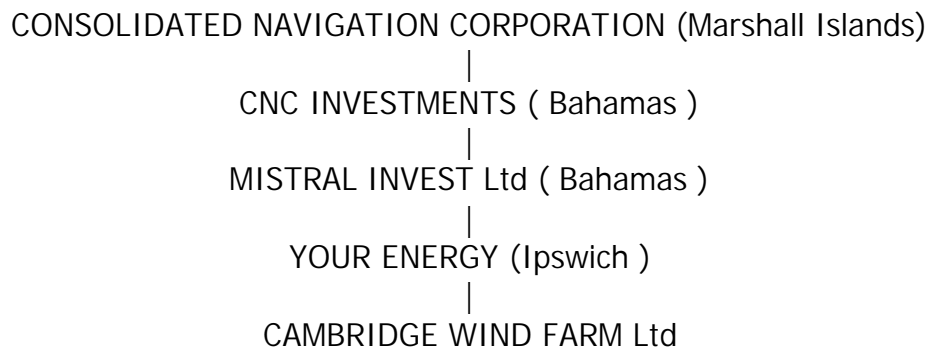 CONSOLIDATED NAVIGATION CORPORATION (Marshall Islands)
CNC INVESTMENTS ( Bahamas )
MISTRAL INVEST Ltd ( Bahamas )
YOUR ENERGY (Ipswich )
CAMBRIDGE WIND FARM Ltd